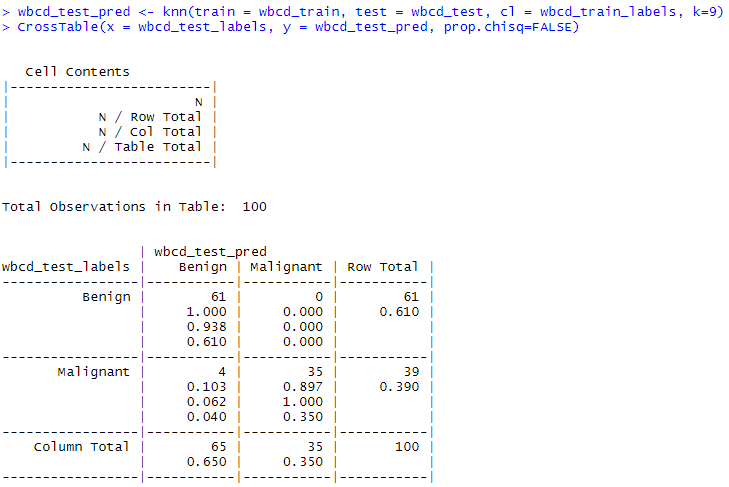 > wbcd_test_pred <- knn(train = wbcd_train, test = wbcd_test, cl = wbcd_train_labels, k=9)
> CrossTable(x = wbcd_test_labels, y = wbcd_test_pred, prop.chisq=FALSE)
   Cell Contents
|-------------------------|
|                       N |
|           N / Row Total |
|           N / Col Total |
|         N / Table Total |
|-------------------------|
Total Observations in Table:  100
                 | wbcd_test_pred
wbcd_test_labels |    Benign | Malignant | Row Total |
-----------------|-----------|-----------|-----------|
          Benign |        61 |         0 |        61 |
                 |     1.000 |     0.000 |     0.610 |
                 |     0.938 |     0.000 |           |
                 |     0.610 |     0.000 |           |
-----------------|-----------|-----------|-----------|
       Malignant |         4 |        35 |        39 |
                 |     0.103 |     0.897 |     0.390 |
                 |     0.062 |     1.000 |           |
                 |     0.040 |     0.350 |           |
-----------------|-----------|-----------|-----------|
    Column Total |        65 |        35 |       100 |
                 |     0.650 |     0.350 |           |
-----------------|-----------|-----------|-----------|